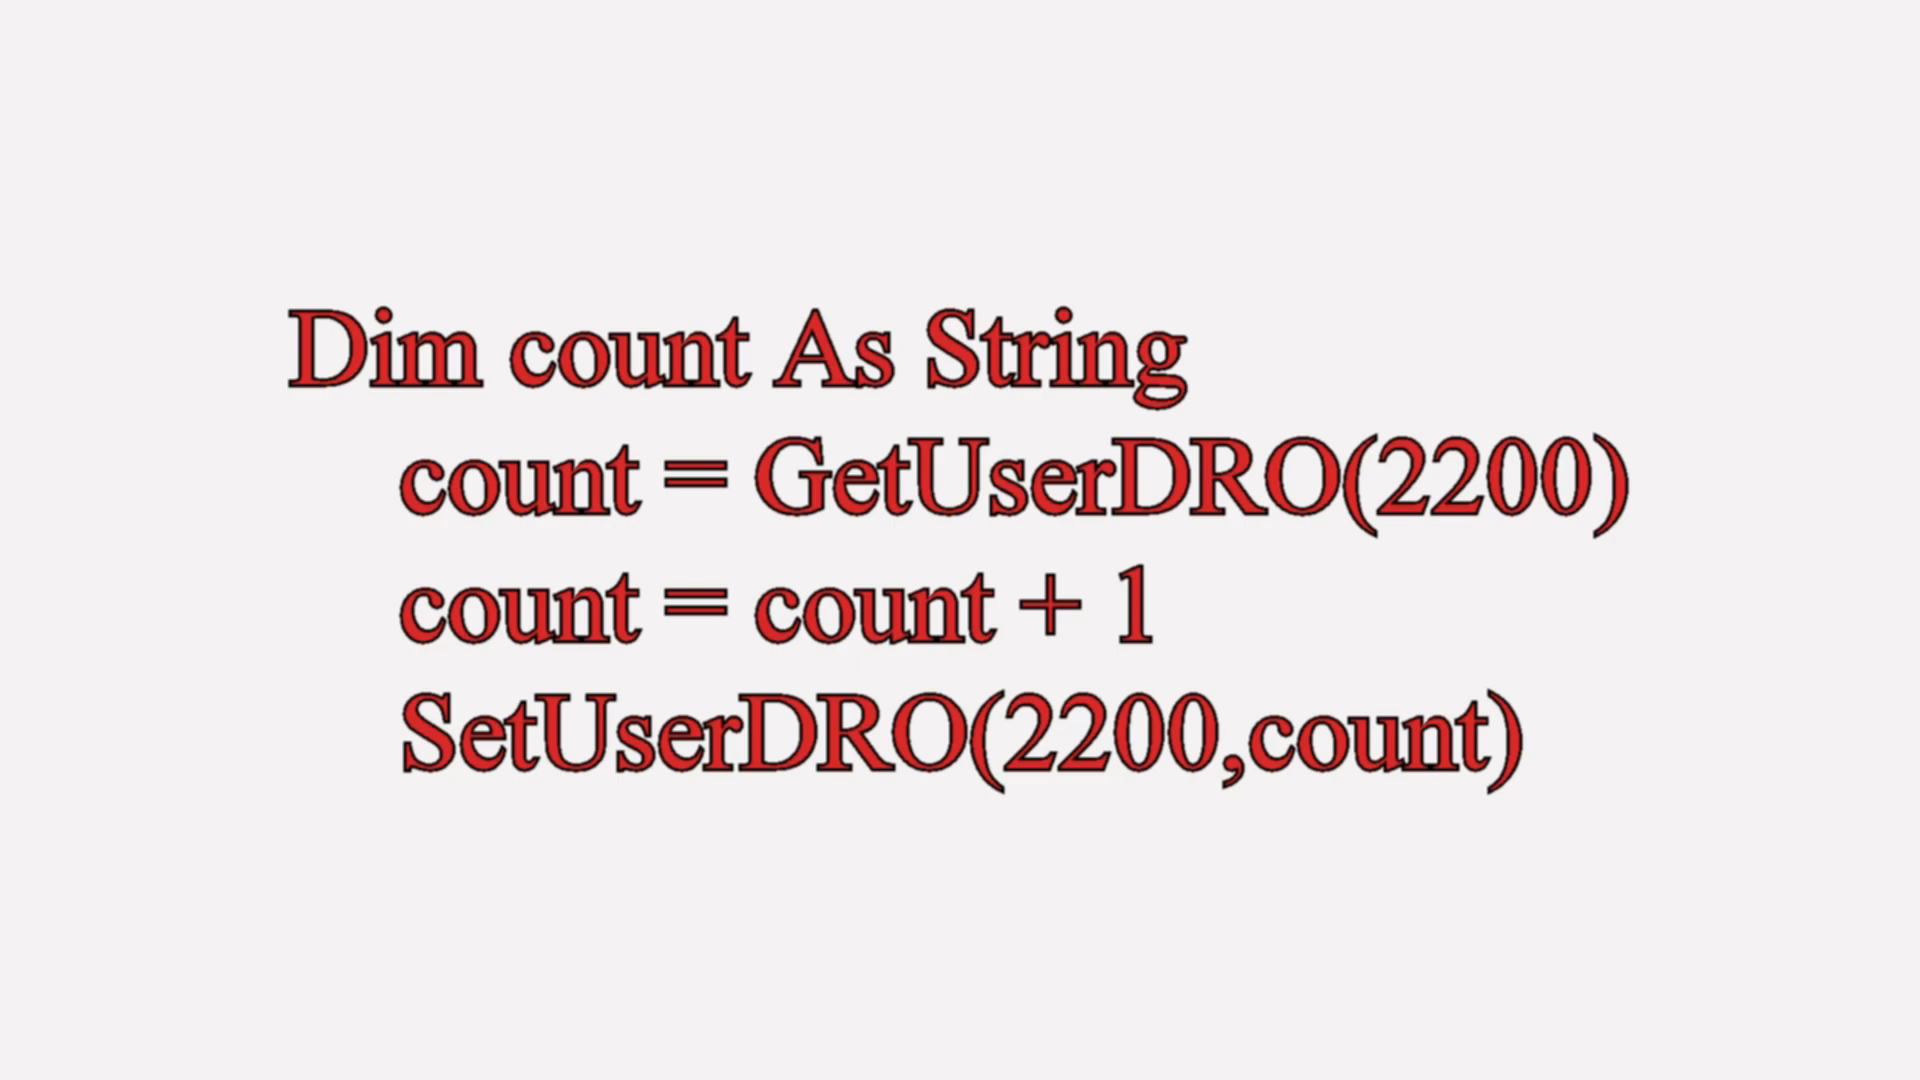 Dim count As String
count = GetUserDRO(2200)
count = count + 1
SetUserDRO(2200,count)